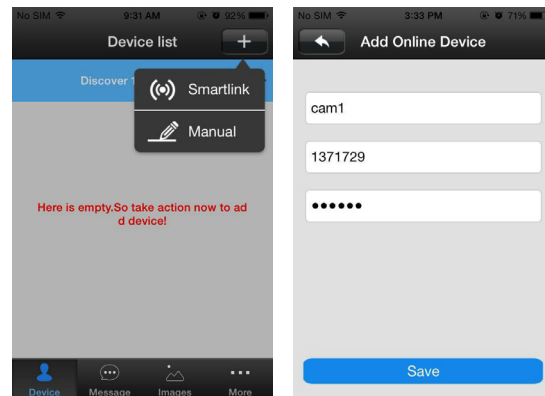 No SIM 9:31 AM 92%
Device list
+
Discover
Smartlink
Manual
Here is empty.So take action now to ad
d device!
Device Message Images More
No SIM 3:33 PM 71%
Add Online Device
cam1
1371729
••••••
Save